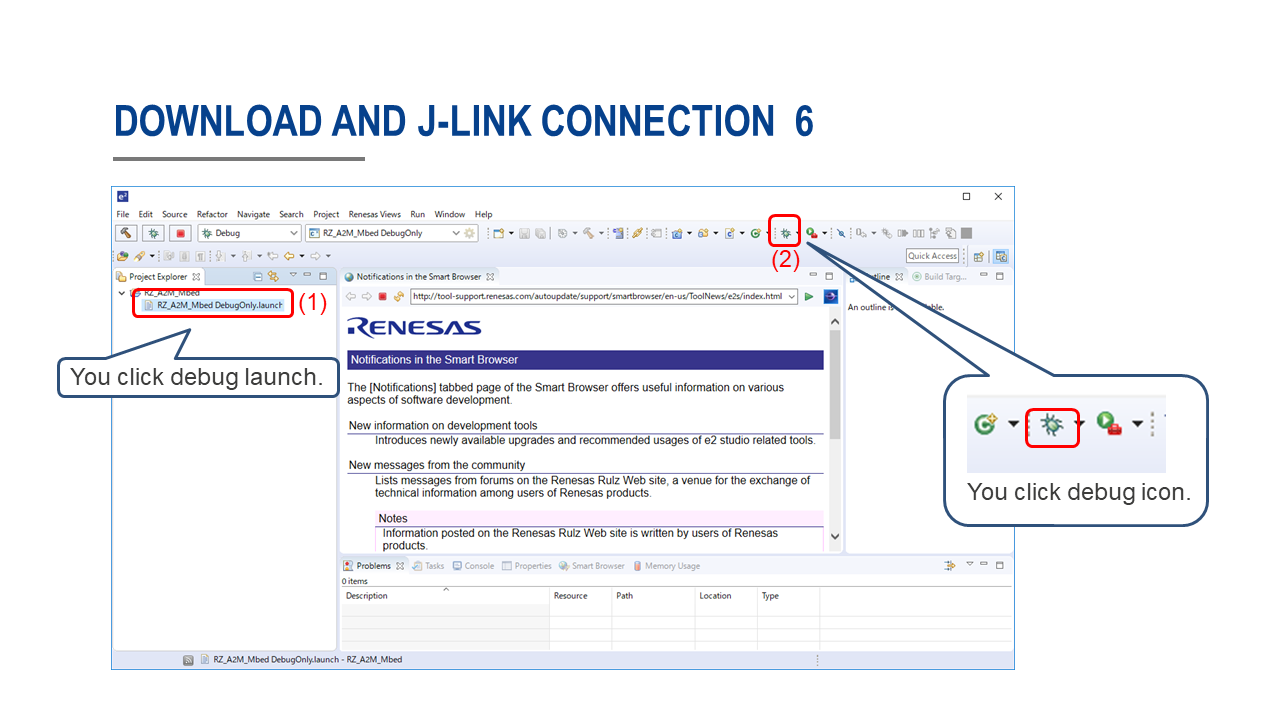 DOWNLOAD AND J-LINK CONNECTION 6
e²
File Edit Source Refactor Navigate Search Project Renesas Views Run Window Help
Debug
RZ_A2M_Mbed DebugOnly
(2)
Quick Access
Project Explorer
RZ_A2M_Mbed
RZ_A2M_Mbed DebugOnly.launch
(1)
You click debug launch.
Notifications in the Smart Browser
http://tool-support.renesas.com/autoupdate/support/smartbrowser/en-us/ToolNews/e2s/index.html
RENESAS
Notifications in the Smart Browser
The [Notifications] tabbed page of the Smart Browser offers useful information on various
aspects of software development.
New information on development tools
Introduces newly available upgrades and recommended usages of e2 studio related tools.
New messages from the community
Lists messages from forums on the Renesas Rulz Web site, a venue for the exchange of
technical information among users of Renesas products.
Notes
Information posted on the Renesas Rulz Web site is written by users of Renesas
products.
Build Targ...
An outline is
You click debug icon.
Problems Tasks Console Properties Smart Browser Memory Usage
0 items
Description Resource Path Location Type
RZ_A2M_Mbed DebugOnly.launch - RZ_A2M_Mbed